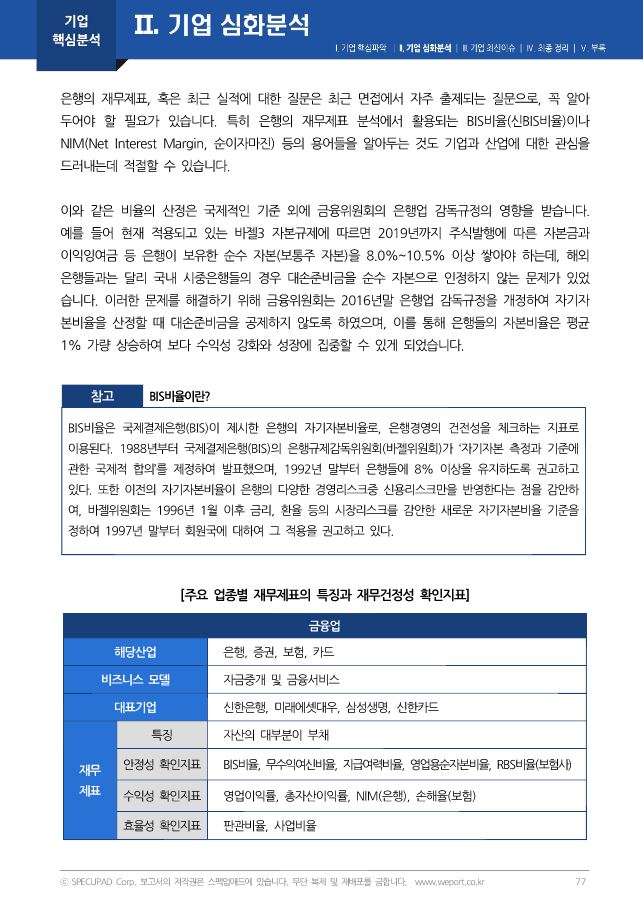 기업
핵심분석
Ⅱ. 기업 심화분석
Ⅰ. 기업 핵심파악 | Ⅱ. 기업 심화분석 | Ⅲ. 기업 최신이슈 | Ⅳ. 최종 정리 | Ⅴ. 부록
은행의 재무제표, 혹은 최근 실적에 대한 질문은 최근 면접에서 자주 출제되는 질문으로, 꼭 알아
두어야 할 필요가 있습니다. 특히 은행의 재무제표 분석에서 활용되는 BIS비율(신BIS비율)이나
NIM(Net Interest Margin, 순이자마진) 등의 용어들을 알아두는 것도 기업과 산업에 대한 관심을
드러내는데 적절할 수 있습니다.
이와 같은 비율의 산정은 국제적인 기준 외에 금융위원회의 은행업 감독규정의 영향을 받습니다.
예를 들어 현재 적용되고 있는 바젤3 자본규제에 따르면 2019년까지 주식발행에 따른 자본금과
이익잉여금 등 은행이 보유한 순수 자본(보통주 자본)을 8.0%~10.5% 이상 쌓아야 하는데, 해외
은행들과는 달리 국내 시중은행들의 경우 대손준비금을 순수 자본으로 인정하지 않는 문제가 있었
습니다. 이러한 문제를 해결하기 위해 금융위원회는 2016년말 은행업 감독규정을 개정하여 자기자
본비율을 산정할 때 대손준비금을 공제하지 않도록 하였으며, 이를 통해 은행들의 자본비율은 평균
1% 가량 상승하여 보다 수익성 강화와 성장에 집중할 수 있게 되었습니다.
참고 BIS비율이란?
BIS비율은 국제결제은행(BIS)이 제시한 은행의 자기자본비율로, 은행경영의 건전성을 체크하는 지표로
이용된다. 1988년부터 국제결제은행(BIS)의 은행규제감독위원회(바젤위원회)가 '자기자본 측정과 기준에
관한 국제적 합의'를 제정하여 발표했으며, 1992년 말부터 은행들에 8% 이상을 유지하도록 권고하고
있다. 또한 이전의 자기자본비율이 은행의 다양한 경영리스크중 신용리스크만을 반영한다는 점을 감안하
여, 바젤위원회는 1996년 1월 이후 금리, 환율 등의 시장리스크를 감안한 새로운 자기자본비율 기준을
정하여 1997년 말부터 회원국에 대하여 그 적용을 권고하고 있다.
[주요 업종별 재무제표의 특징과 재무건정성 확인지표]
금융업
해당산업 은행, 증권, 보험, 카드
비즈니스 모델 자금중개 및 금융서비스
대표기업 신한은행, 미래에셋대우, 삼성생명, 신한카드
재무
제표
특징 자산의 대부분이 부채
안정성 확인지표 BIS비율, 무수익여신비율, 지급여력비율, 영업용순자본비율, RBS비율(보험사)
수익성 확인지표 영업이익률, 총자산이익률, NIM(은행), 손해율(보험)
효율성 확인지표 판관비율, 사업비율
ⓒ SPECUPAD Corp. 보고서의 저작권은 스펙업애드에 있습니다. 무단 복제 및 재배포를 금합니다. www.weport.co.kr
77